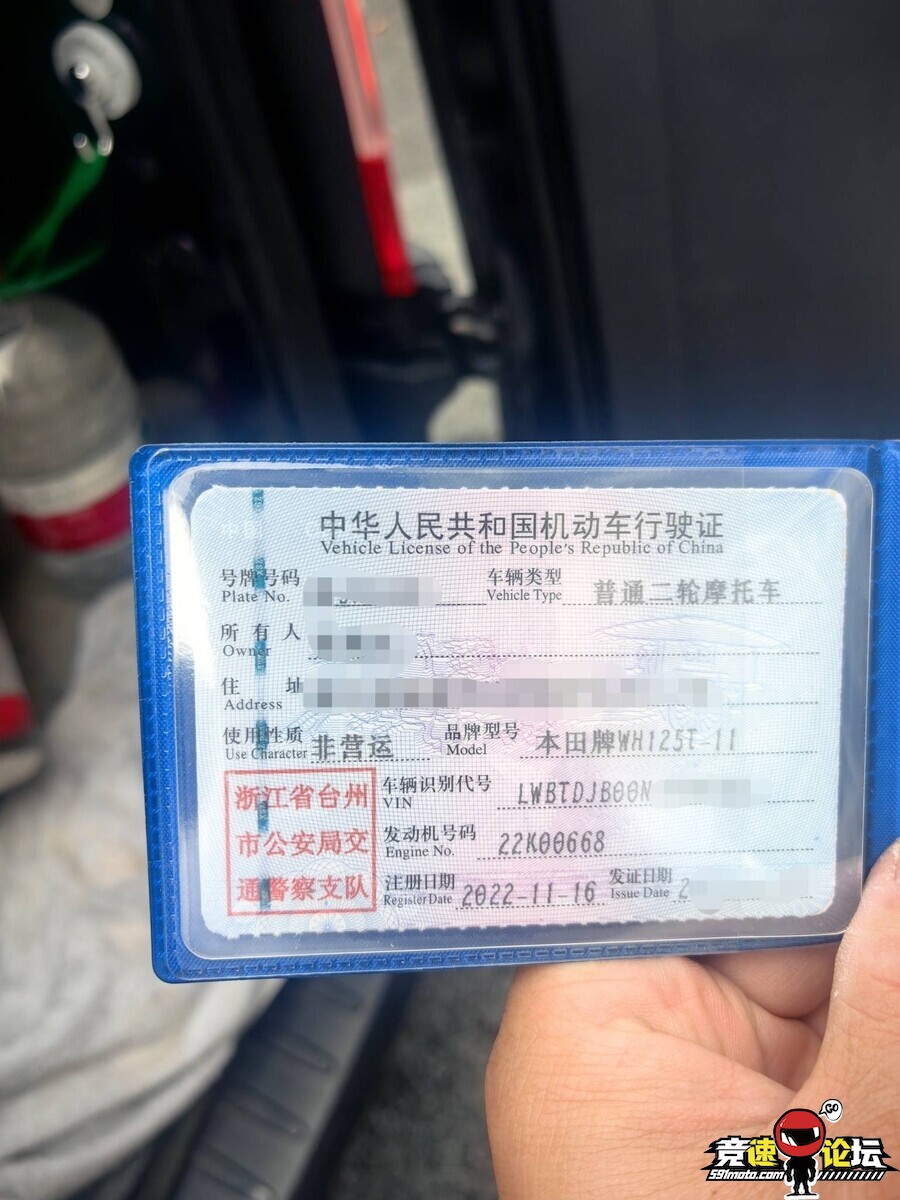 中华人民共和国机动车行驶证
Vehicle License of the People's Republic of China
号牌号码
Plate No.
车辆类型
Vehicle Type
普通二轮摩托车
所有人
Owner
住址
Address
使用性质
Use Character
非营运
品牌型号
Model
本田牌WH125T-11
浙江省台州
市公安局交
通警察支队
车辆识别代号
VIN
LWBTDJB00N
发动机号码
Engine No.
22K00668
注册日期
Register Date
2022-11-16
发证日期
Issue Date
2
GO
竞速论坛
591moto.com